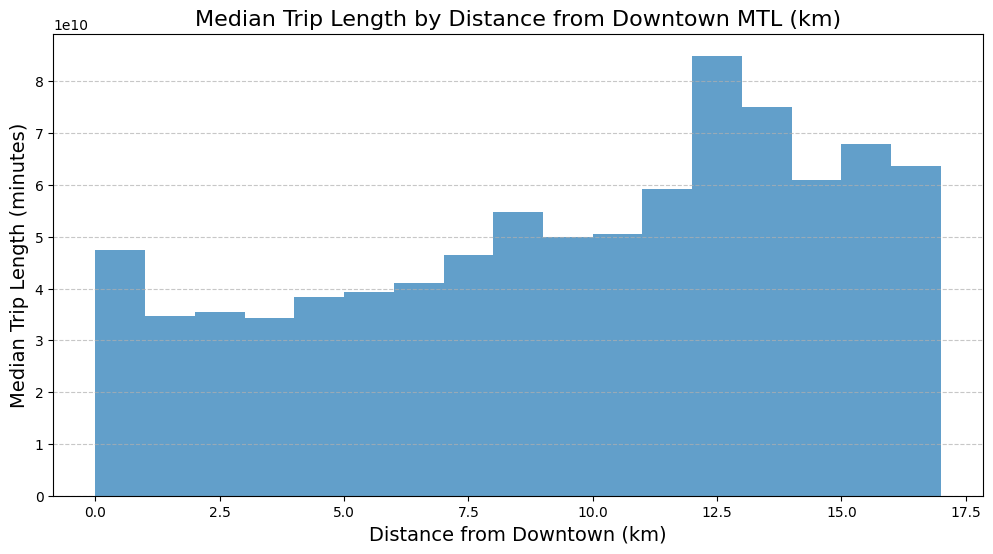 Median Trip Length by Distance from Downtown MTL (km)
1e10
8
7
6
5
4
3
2
1
0
Median Trip Length (minutes)
0.0 2.5 5.0 7.5 10.0 12.5 15.0 17.5
Distance from Downtown (km)